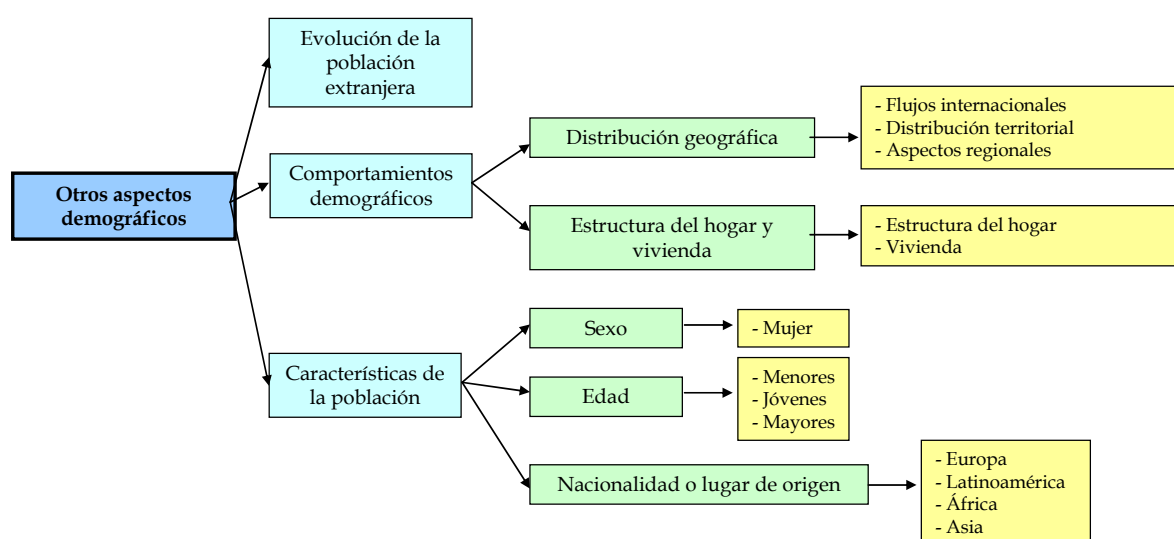 Otros aspectos
demográficos
Evolución de la
población
extranjera
Comportamientos
demográficos
Distribución geográfica
- Flujos internacionales
- Distribución territorial
- Aspectos regionales
Estructura del hogar y
vivienda
- Estructura del hogar
- Vivienda
Características de
la población
Sexo
- Mujer
Edad
- Menores
- Jóvenes
- Mayores
Nacionalidad o lugar de origen
- Europa
- Latinoamérica
- África
- Asia